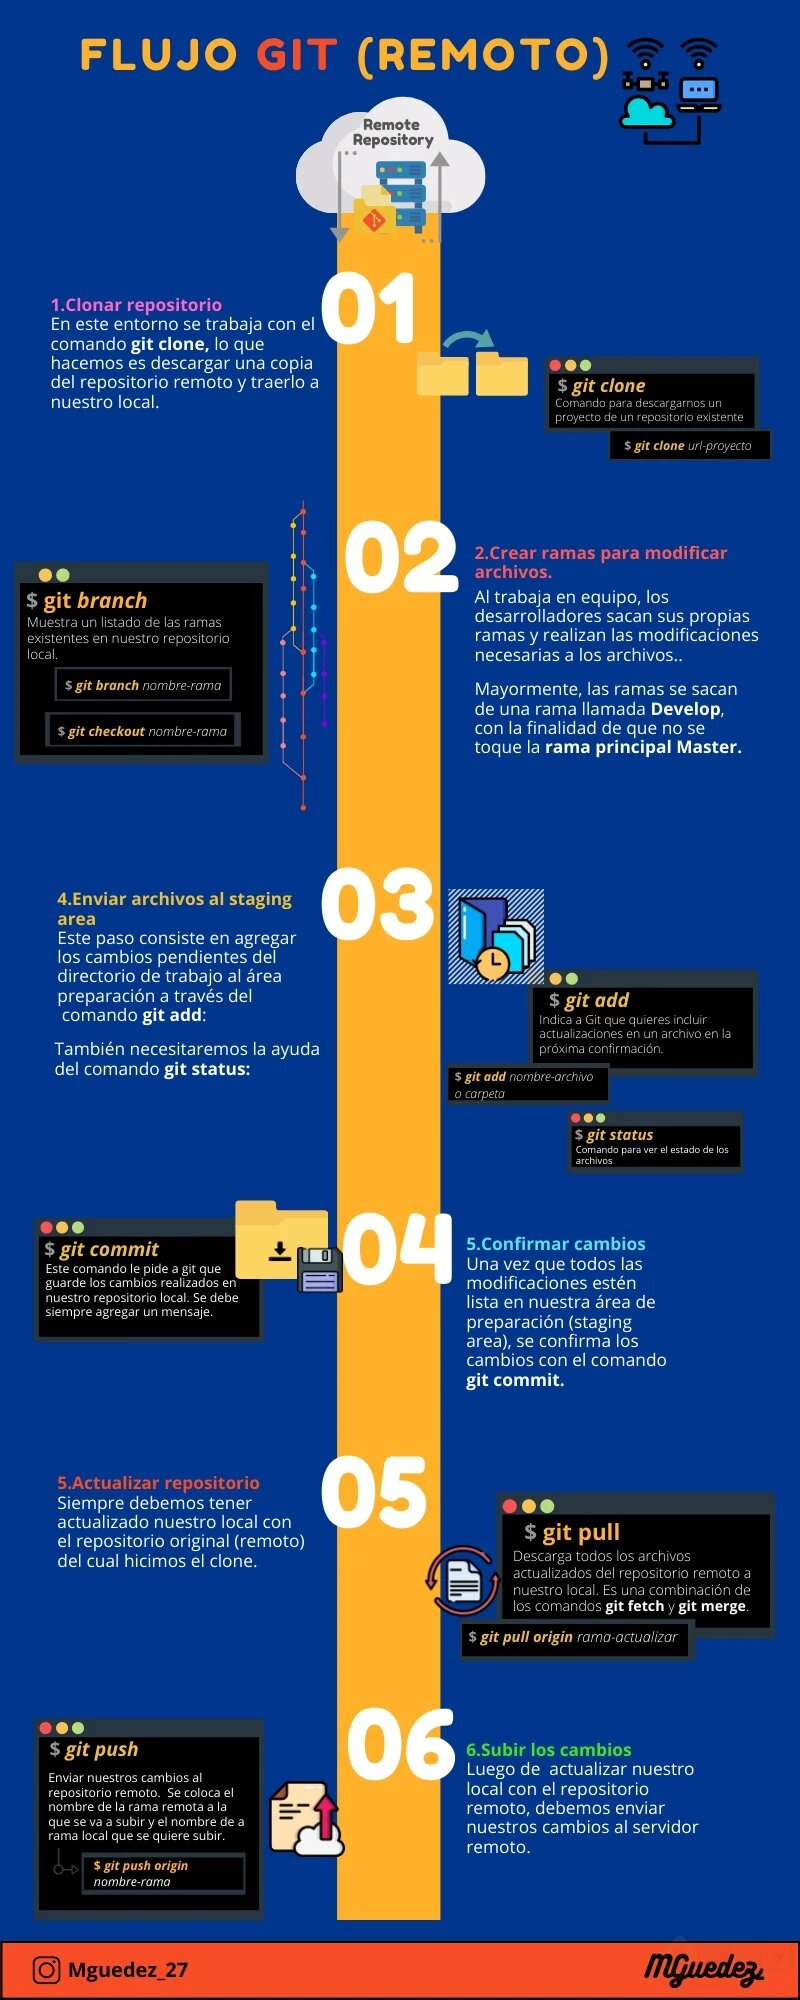 FLUJO GIT (REMOTO)
Remote
Repository
01
1.Clonar repositorio
En este entorno se trabaja con el
comando git clone, lo que
hacemos es descargar una copia
del repositorio remoto y traerlo a
nuestro local.
$ git clone
Comando para descargarnos un
proyecto de un repositorio existente
$ git clone url-proyecto
02
$ git branch
Muestra un listado de las ramas
existentes en nuestro repositorio
local.
$ git branch nombre-rama
$ git checkout nombre-rama
2.Crear ramas para modificar
archivos.
Al trabaja en equipo, los
desarrolladores sacan sus propias
ramas y realizan las modificaciones
necesarias a los archivos..
Mayormente, las ramas se sacan
de una rama llamada Develop,
con la finalidad de que no se
toque la rama principal Master.
03
4.Enviar archivos al staging
area
Este paso consiste en agregar
los cambios pendientes del
directorio de trabajo al área
preparación a través del
comando git add:
También necesitaremos la ayuda
del comando git status:
$ git add
Indica a Git que quieres incluir
actualizaciones en un archivo en la
próxima confirmación.
$ git add nombre-archivo
o carpeta
$ git status
Comando para ver el estado de los
archivos
04
$ git commit
Este comando le pide a git que
guarde los cambios realizados en
nuestro repositorio local. Se debe
siempre agregar un mensaje.
5.Confirmar cambios
Una vez que todos las
modificaciones estén
lista en nuestra área de
preparación (staging
area), se confirma los
cambios con el comando
git commit.
05
5.Actualizar repositorio
Siempre debemos tener
actualizado nuestro local con
el repositorio original (remoto)
del cual hicimos el clone.
$ git pull
Descarga todos los archivos
actualizados del repositorio remoto a
nuestro local. Es una combinación de
los comandos git fetch y git merge.
$ git pull origin rama-actualizar
06
$ git push
Enviar nuestros cambios al
repositorio remoto. Se coloca el
nombre de la rama remota a la
que se va a subir y el nombre de a
rama local que se quiere subir.
$ git push origin
nombre-rama
6.Subir los cambios
Luego de actualizar nuestro
local con el repositorio
remoto, debemos enviar
nuestros cambios al servidor
remoto.
Mguedez_27
MGuedez